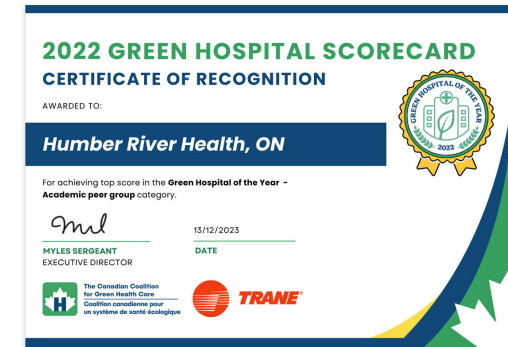 2022 GREEN HOSPITAL SCORECARD
CERTIFICATE OF RECOGNITION
AWARDED TO:
Humber River Health, ON
GREEN HOSPITAL OF THE YEAR
2022
For achieving top score in the Green Hospital of the Year -
Academic peer group category.
13/12/2023
MYLES SERGEANT
DATE
EXECUTIVE DIRECTOR
H
The Canadian Coalition
for Green Health Care
Coalition canadienne pour
un système de santé écologique
TRANE